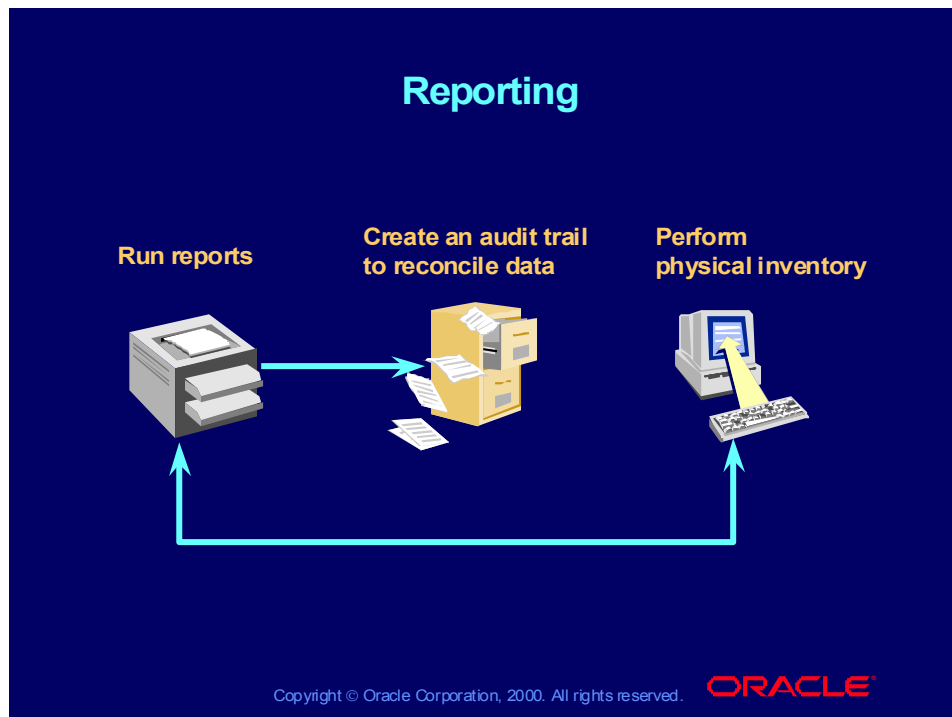 Reporting
Run reports
Create an audit trail
to reconcile data
Perform
physical inventory
Copyright © Oracle Corporation, 2000. All rights reserved.
ORACLE®